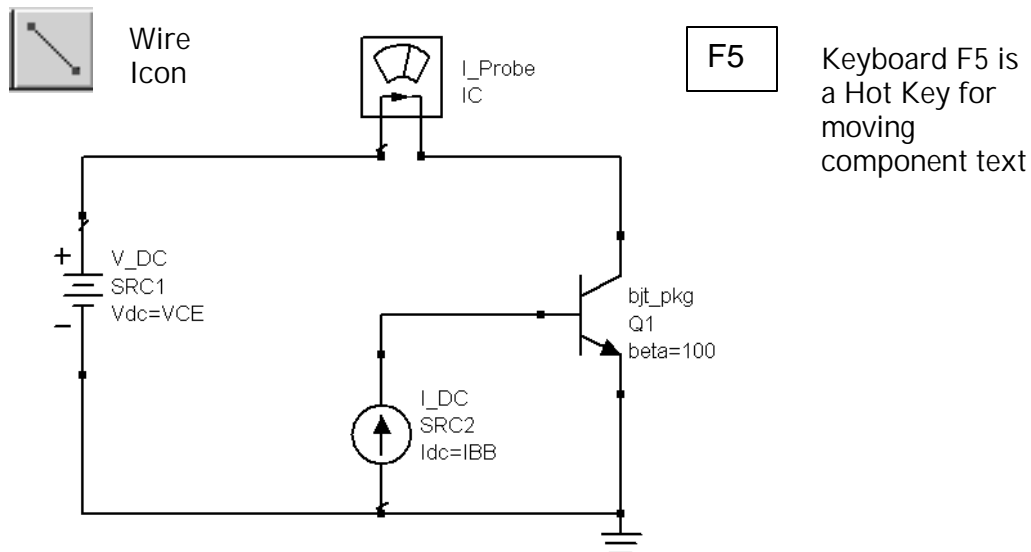 Wire
Icon
I_Probe
IC
F5
Keyboard F5 is
a Hot Key for
moving
component text
+
V_DC
SRC1
Vdc=VCE
–
bjt_pkg
Q1
beta=100
I_DC
SRC2
Idc=IBB